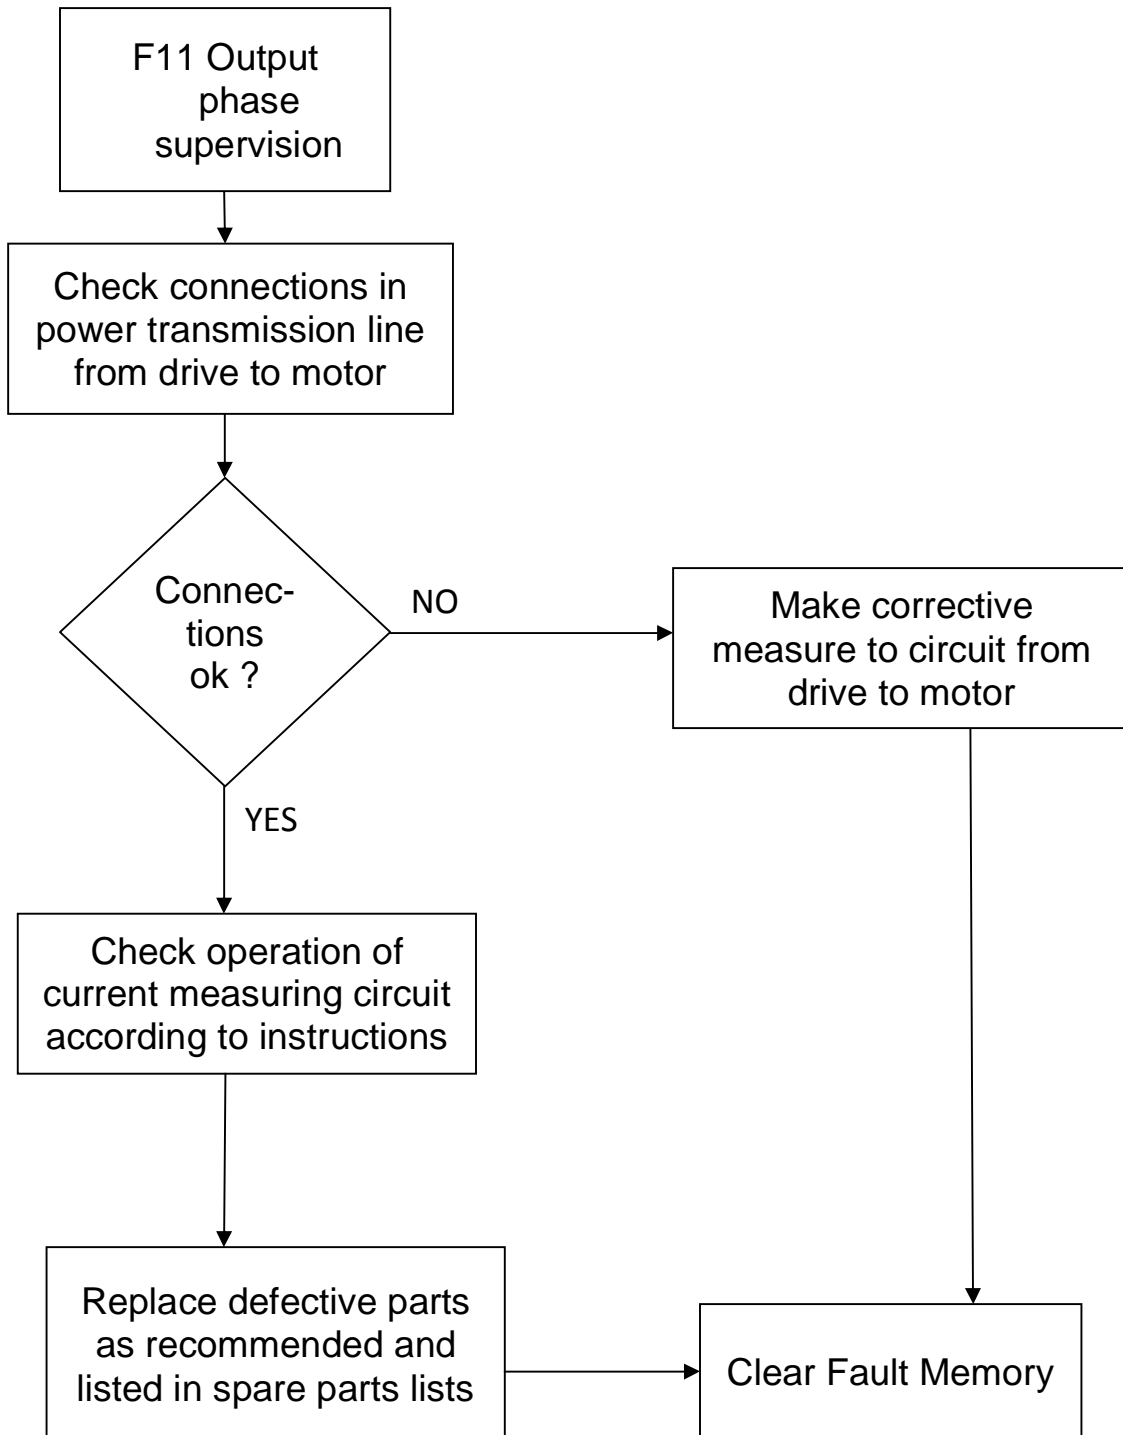 F11 Output
phase
supervision
Check connections in
power transmission line
from drive to motor
Connec-
tions
ok ?
NO
Make corrective
measure to circuit from
drive to motor
YES
Check operation of
current measuring circuit
according to instructions
Replace defective parts
as recommended and
listed in spare parts lists
Clear Fault Memory